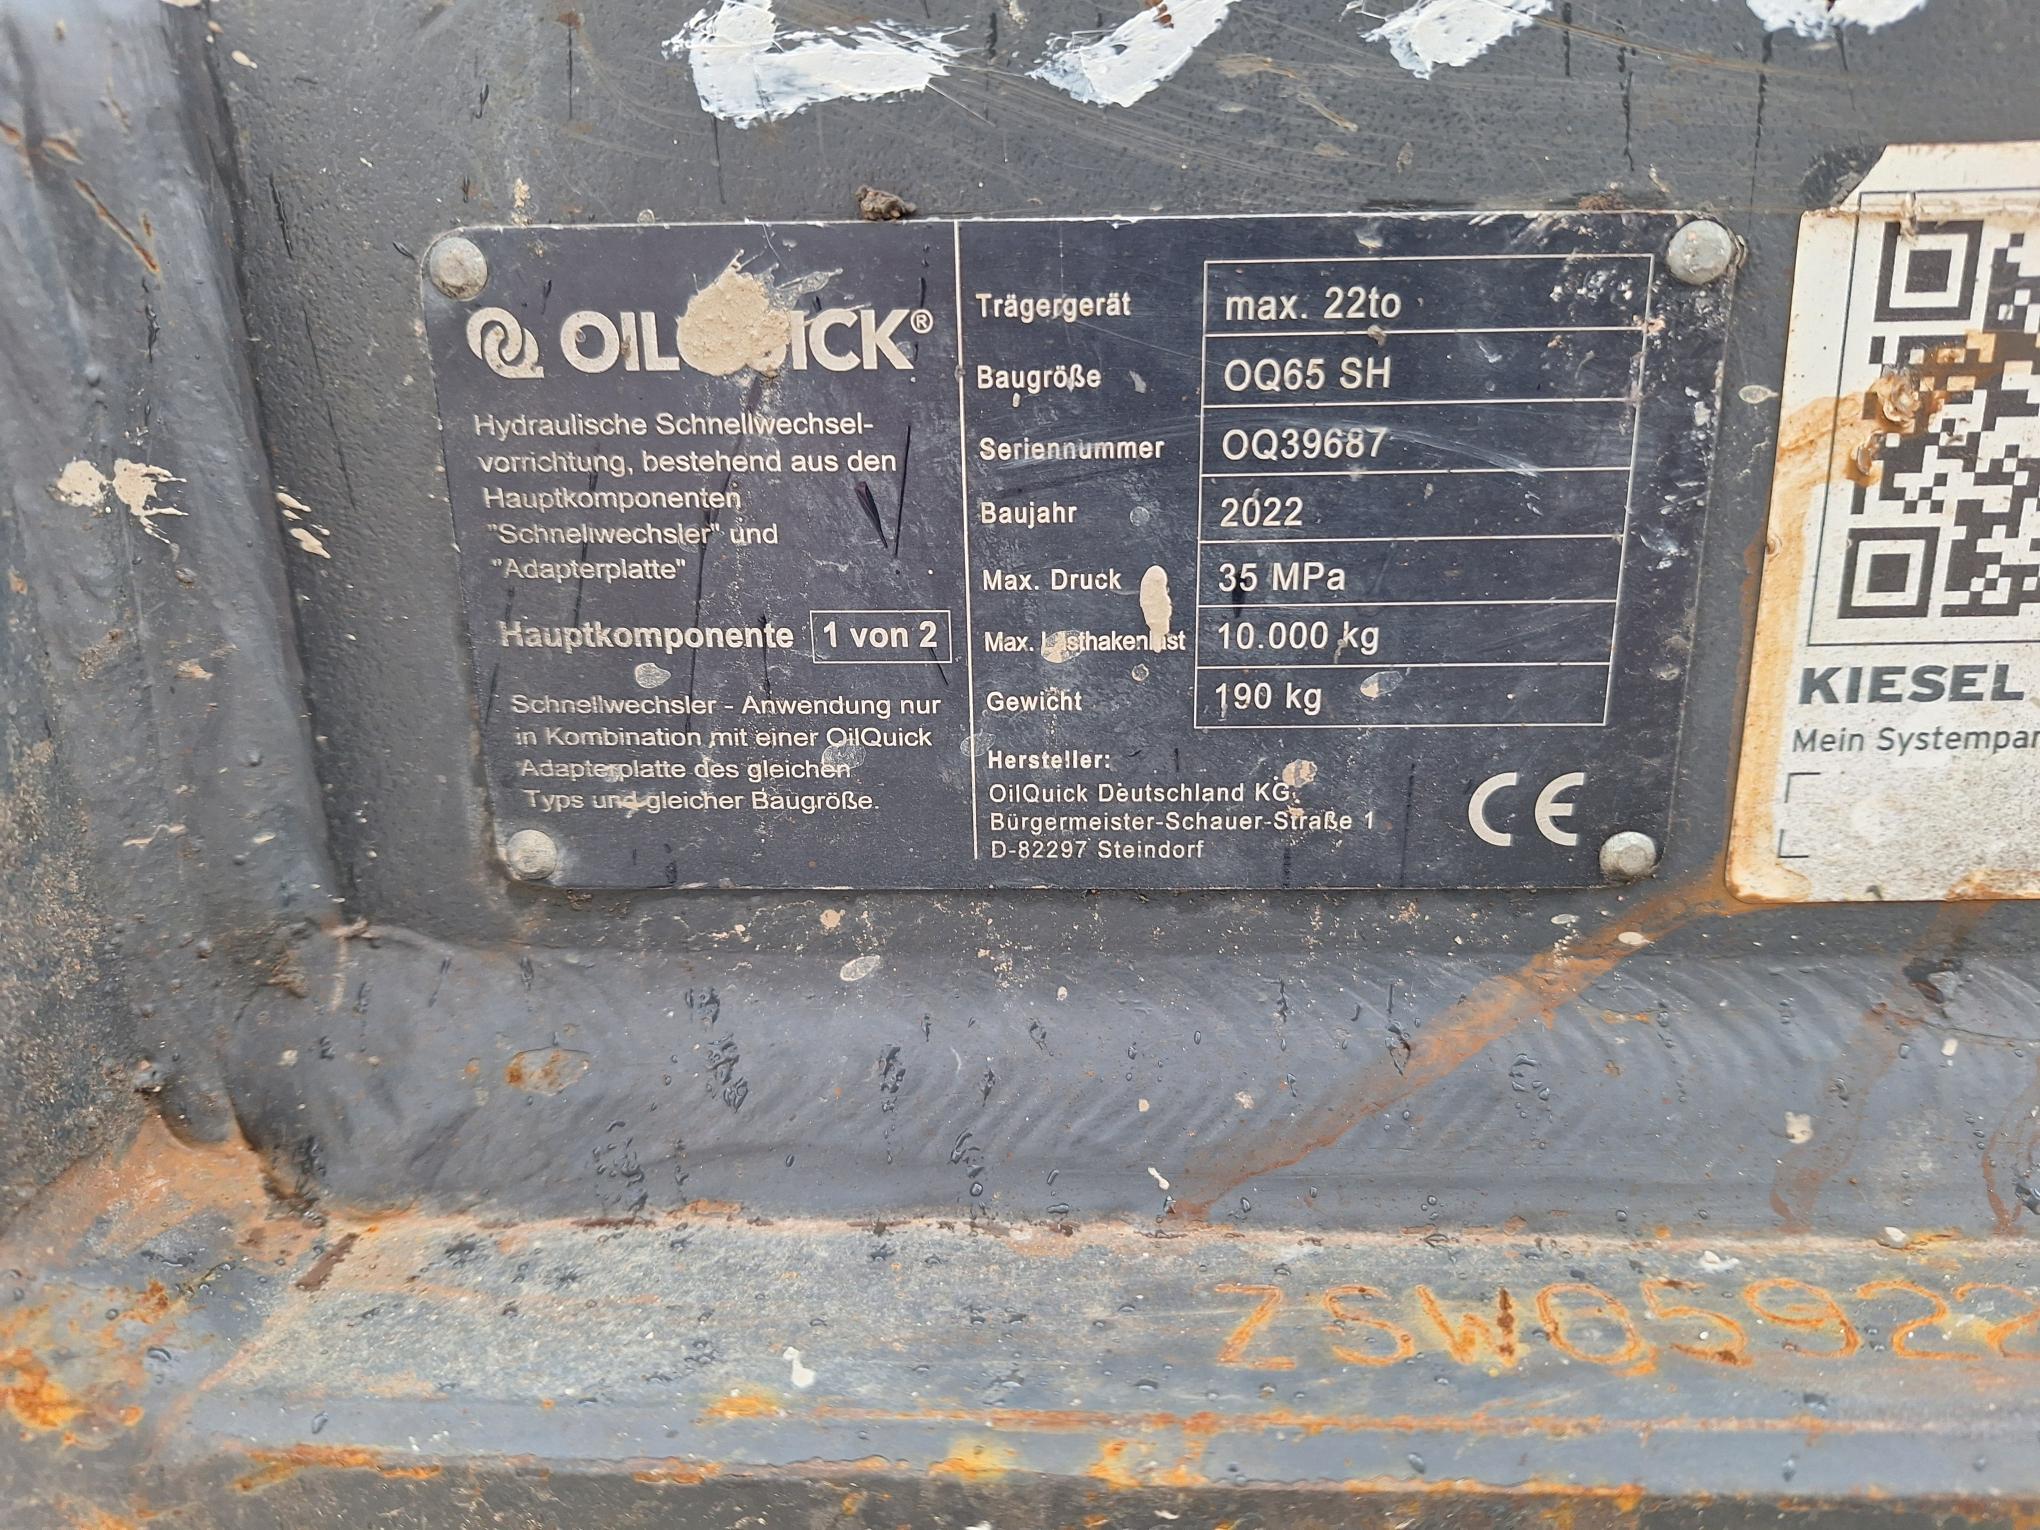 OILQUICK®
Hydraulische Schnellwechsel-
vorrichtung, bestehend aus den
Hauptkomponenten
"Schnellwechsler" und
"Adapterplatte"
Hauptkomponente 1 von 2
Schnellwechsler - Anwendung nur
in Kombination mit einer OilQuick
Adapterplatte des gleichen
Typs und gleicher Baugröße.
Trägergerät max. 22to
Baugröße OQ65 SH
Seriennummer OQ39687
Baujahr 2022
Max. Druck 35 MPa
Max. Lasthakenlast 10.000 kg
Gewicht 190 kg
Hersteller:
OilQuick Deutschland KG
Bürgermeister-Schauer-Straße 1
D-82297 Steindorf
CE
KIESEL
Mein Systempar